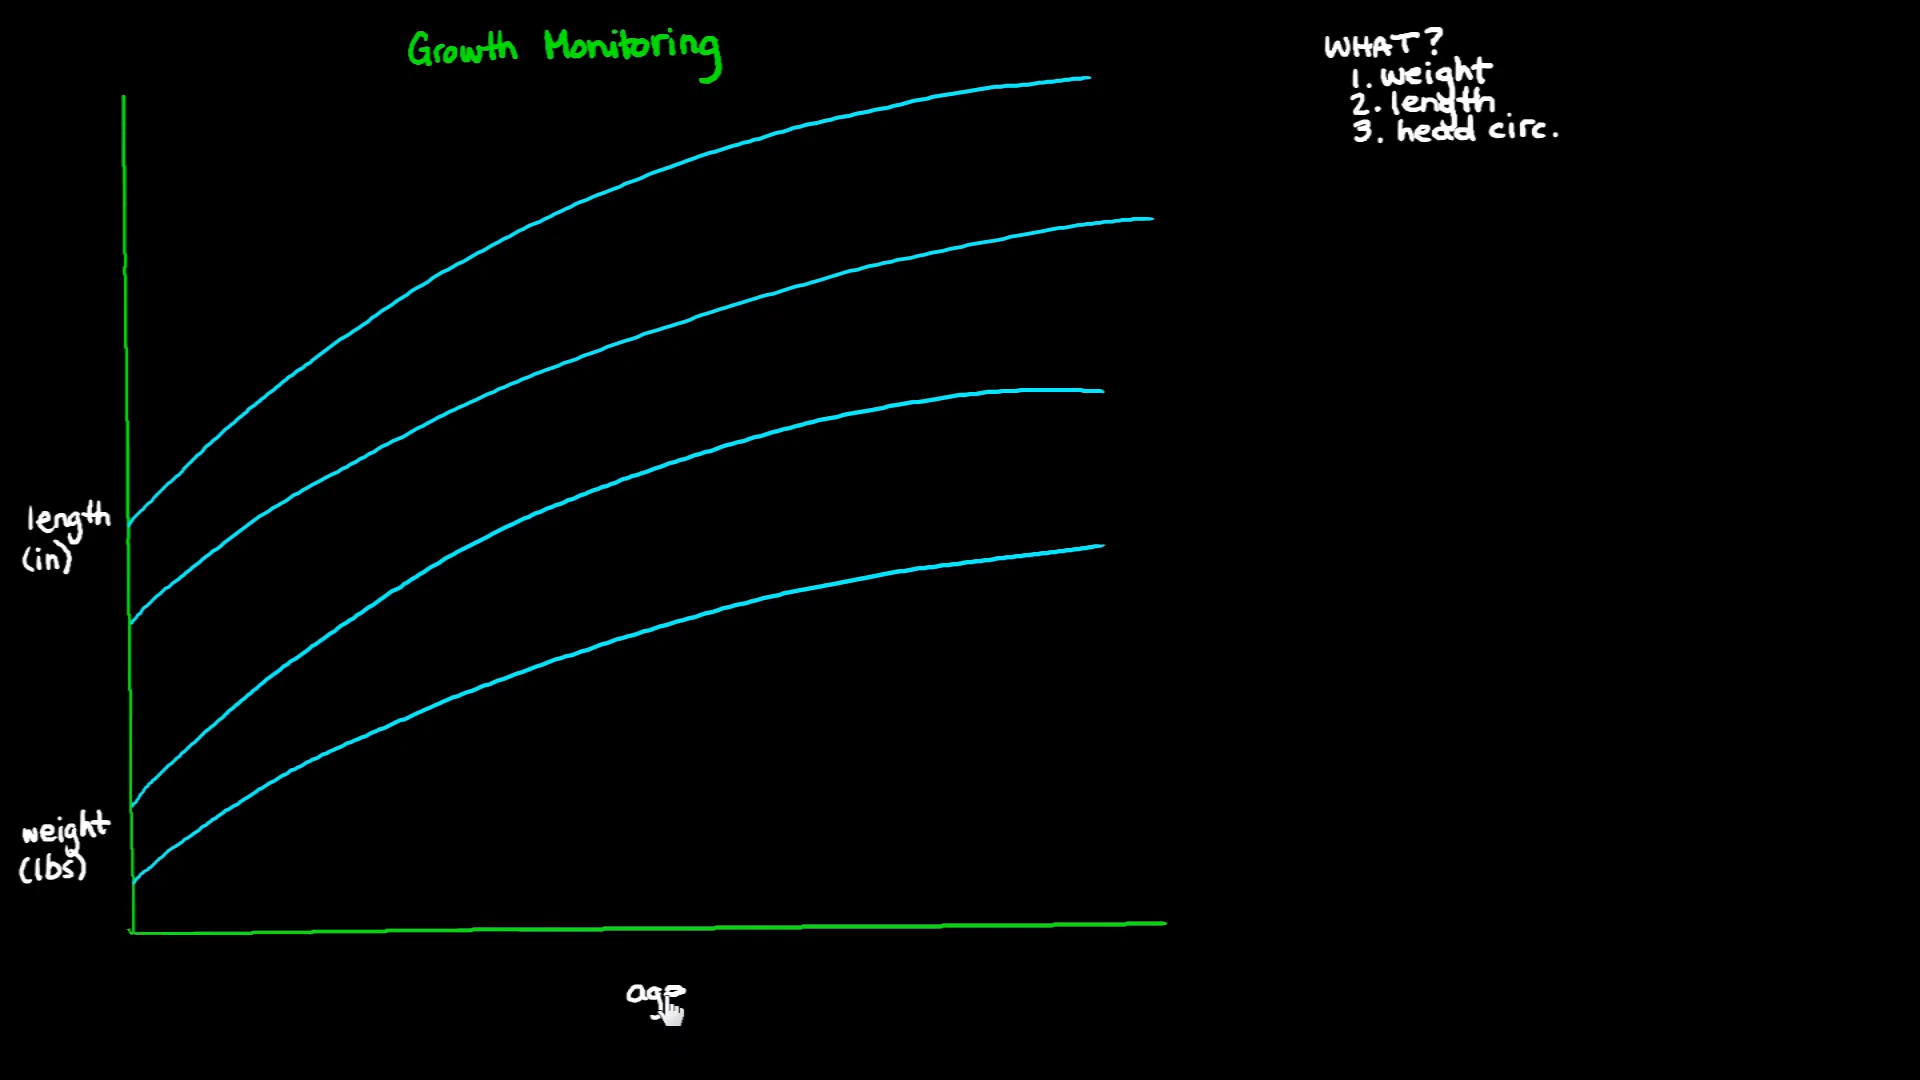 Growth Monitoring
WHAT?
1. weight
2. length
3. head circ.
length
(in)
weight
(lbs)
age